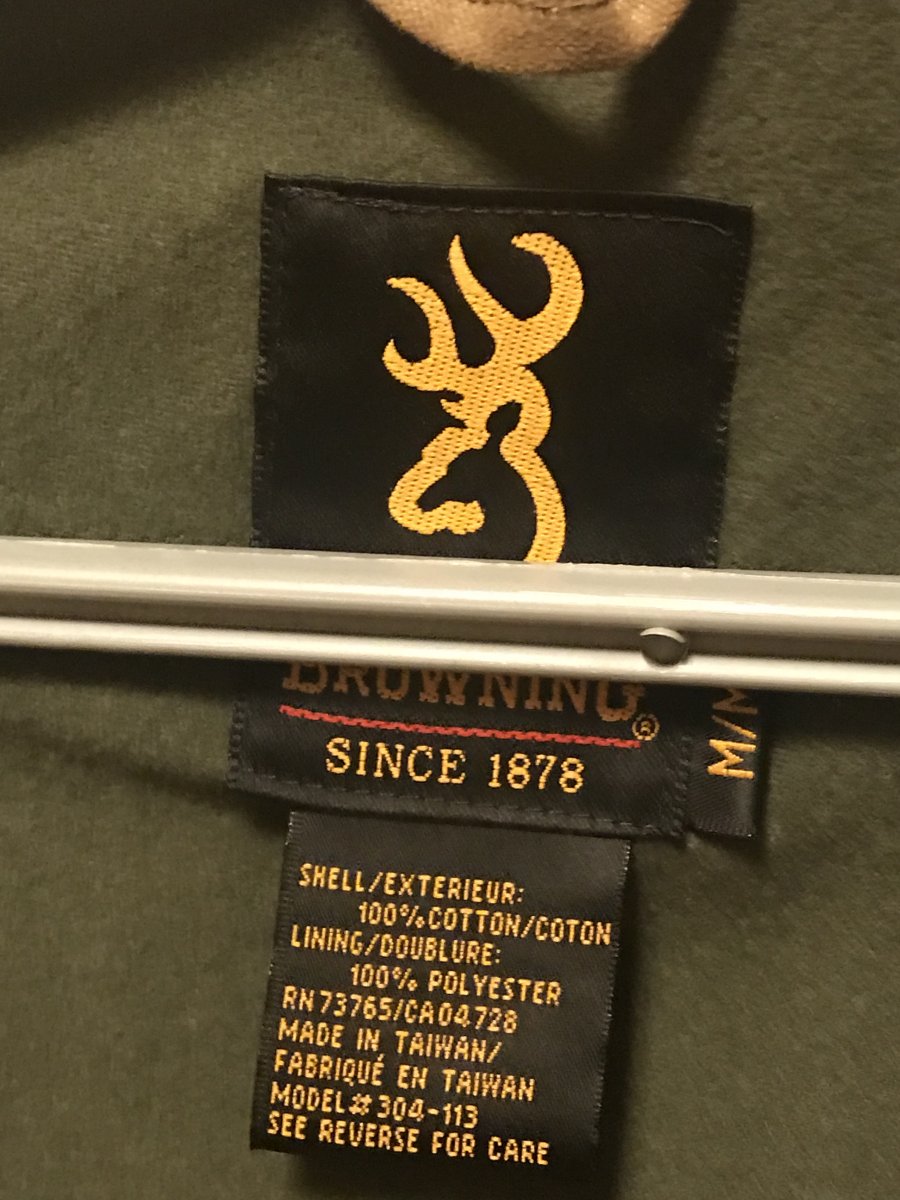 BROWNING®
SINCE 1878
M/M
SHELL/EXTERIEUR:
100%COTTON/COTON
LINING/DOUBLURE:
100% POLYESTER
RN73765/CA04728
MADE IN TAIWAN/
FABRIQUÉ EN TAIWAN
MODEL#304-113
SEE REVERSE FOR CARE